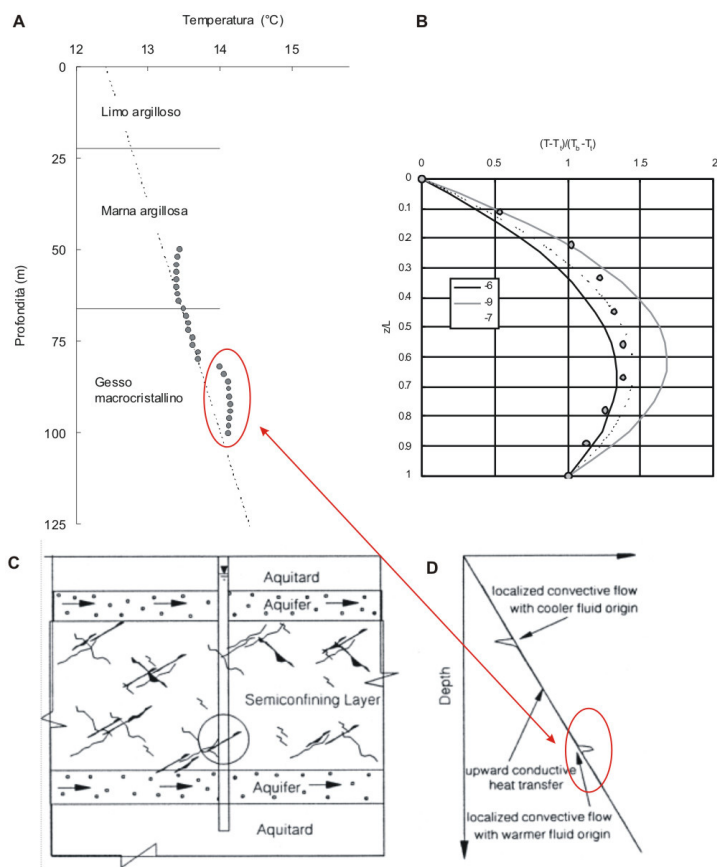 A
Temperatura (°C)
12
13
14
15
0
25
50
75
100
125
Profondità (m)
Limo argilloso
Marna argillosa
Gesso
macrocristallino
B
(T-Tt)/(Tb-Tt)
0
0.5
1
1.5
2
0
0.1
0.2
0.3
0.4
0.5
0.6
0.7
0.8
0.9
1
z/L
-6
-9
-7
C
Aquitard
Aquifer
Semiconfining Layer
Aquifer
Aquitard
D
Depth
localized convective flow
with cooler fluid origin
upward conductive
heat transfer
localized convective flow
with warmer fluid origin